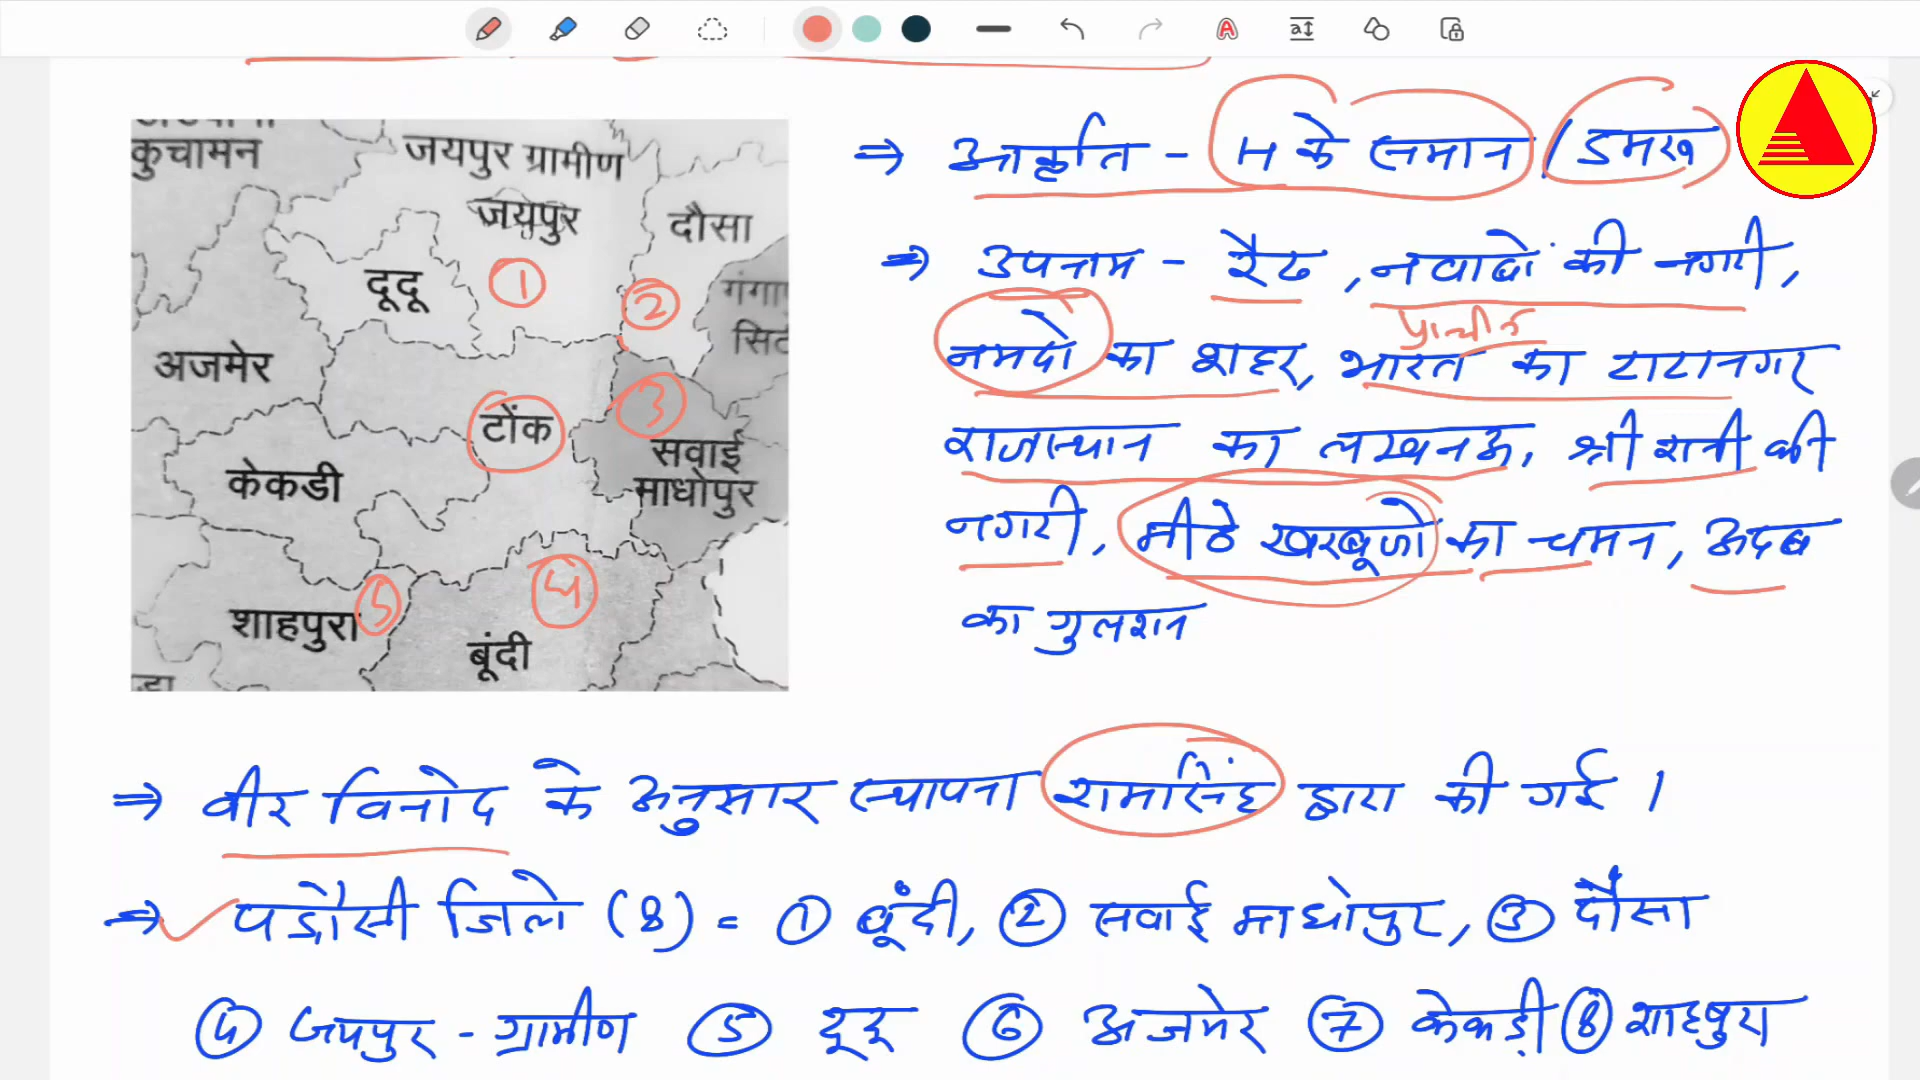 कुचामन
जयपुर ग्रामीण
जयपुर
दौसा
दूदू
①
②
गंगा
सिट
अजमेर
③
टोंक
सवाई
माधोपुर
केकडी
④
⑤
शाहपुरा
बूंदी
⇒ आकृति - H के समान / डमरू
⇒ उपनाम - रैढ, नवाबों की नगरी,
प्राचीन
नमदो का शहर, भारत का टाटानगर
राजस्थान का लखनऊ, श्री शनी की
नगरी, मीठे खरबूजो का चमन, अदब
का गुलशन
⇒ वीर विनोद के अनुसार स्थापना रामसिंह द्वारा की गई ।
⇒ पडौसी जिले (8) = ① बूंदी, ② सवाई माधोपुर, ③ दौसा
④ जयपुर - ग्रामीण ⑤ दूदू ⑥ अजमेर ⑦ केकड़ी ⑧ शाहपुरा